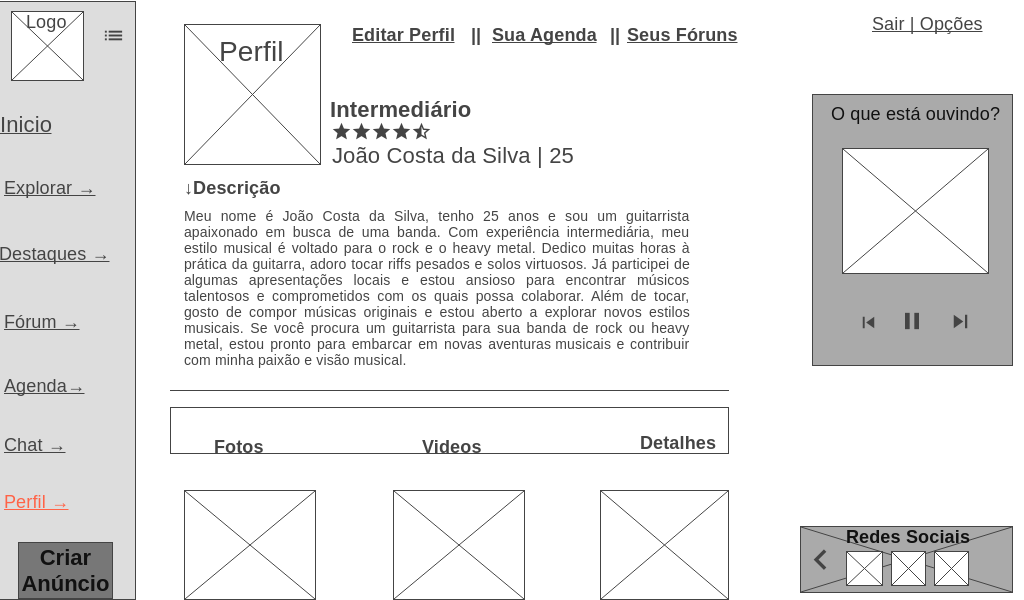 Logo
Inicio
Explorar →
Destaques →
Fórum →
Agenda→
Chat →
Perfil →
Criar
Anúncio
Perfil
Editar Perfil || Sua Agenda || Seus Fóruns
Sair | Opções
Intermediário
João Costa da Silva | 25
↓Descrição
Meu nome é João Costa da Silva, tenho 25 anos e sou um guitarrista
apaixonado em busca de uma banda. Com experiência intermediária, meu
estilo musical é voltado para o rock e o heavy metal. Dedico muitas horas à
prática da guitarra, adoro tocar riffs pesados e solos virtuosos. Já participei de
algumas apresentações locais e estou ansioso para encontrar músicos
talentosos e comprometidos com os quais possa colaborar. Além de tocar,
gosto de compor músicas originais e estou aberto a explorar novos estilos
musicais. Se você procura um guitarrista para sua banda de rock ou heavy
metal, estou pronto para embarcar em novas aventuras musicais e contribuir
com minha paixão e visão musical.
Fotos
Videos
Detalhes
O que está ouvindo?
Redes Sociais